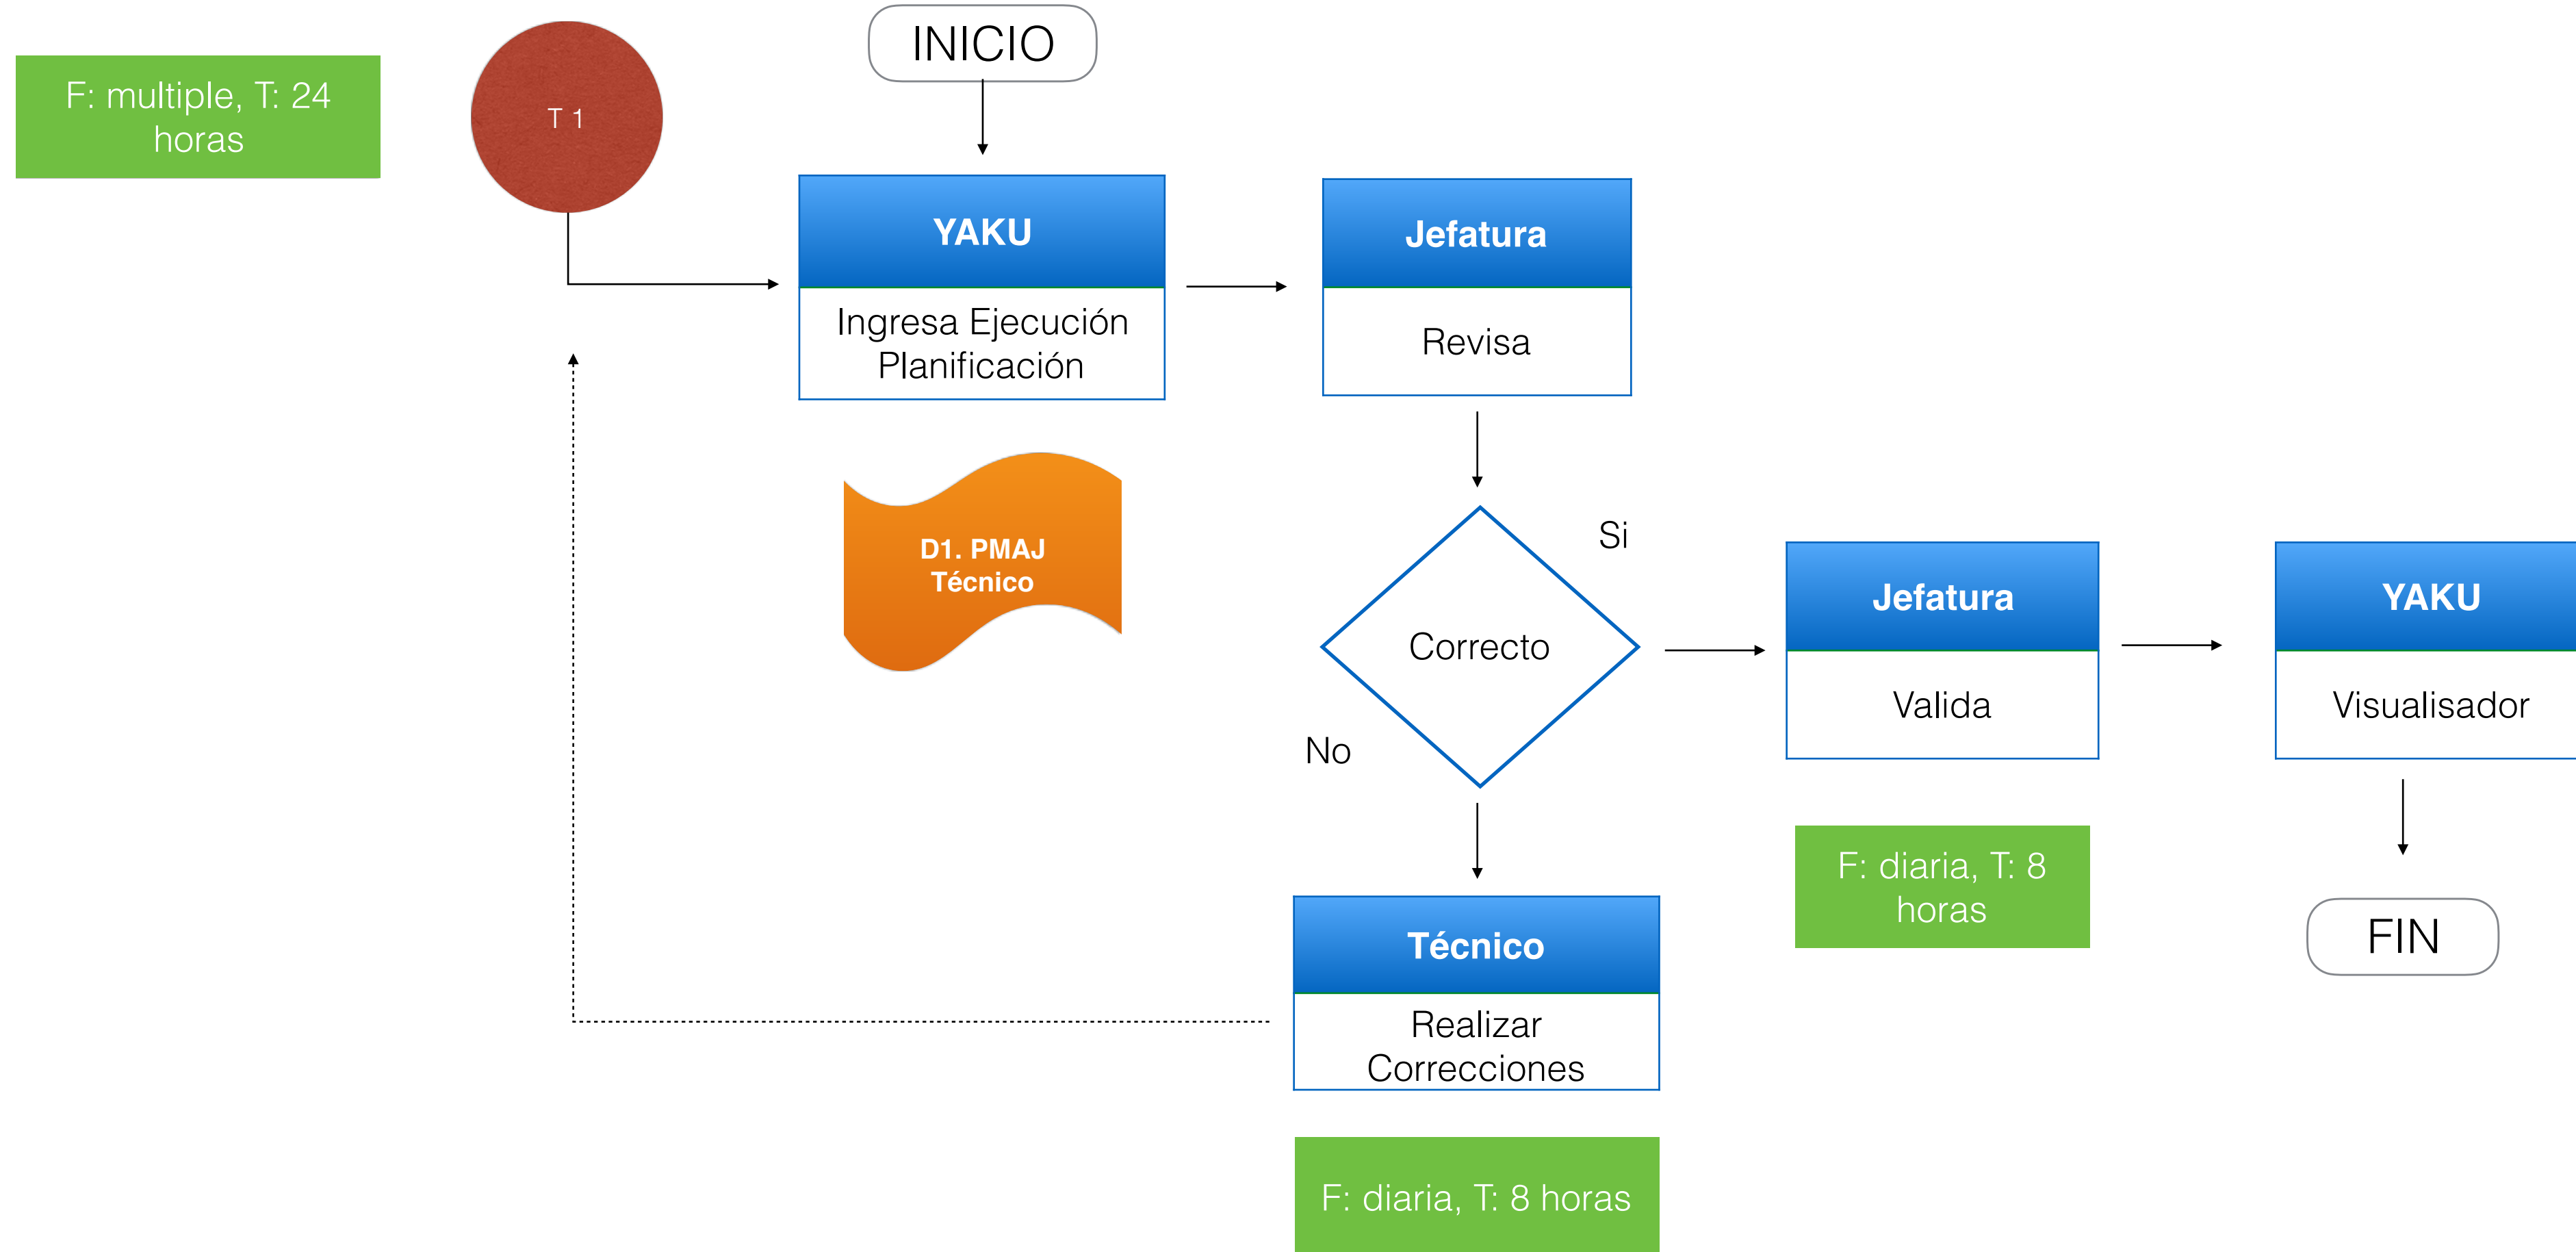 INICIO
F: multiple, T: 24
horas
T 1
YAKU
Ingresa Ejecución
Planificación
Jefatura
Revisa
D1. PMAJ
Técnico
Si
Correcto
No
Jefatura
Valida
YAKU
Visualisador
F: diaria, T: 8
horas
FIN
Técnico
Realizar
Correcciones
F: diaria, T: 8 horas